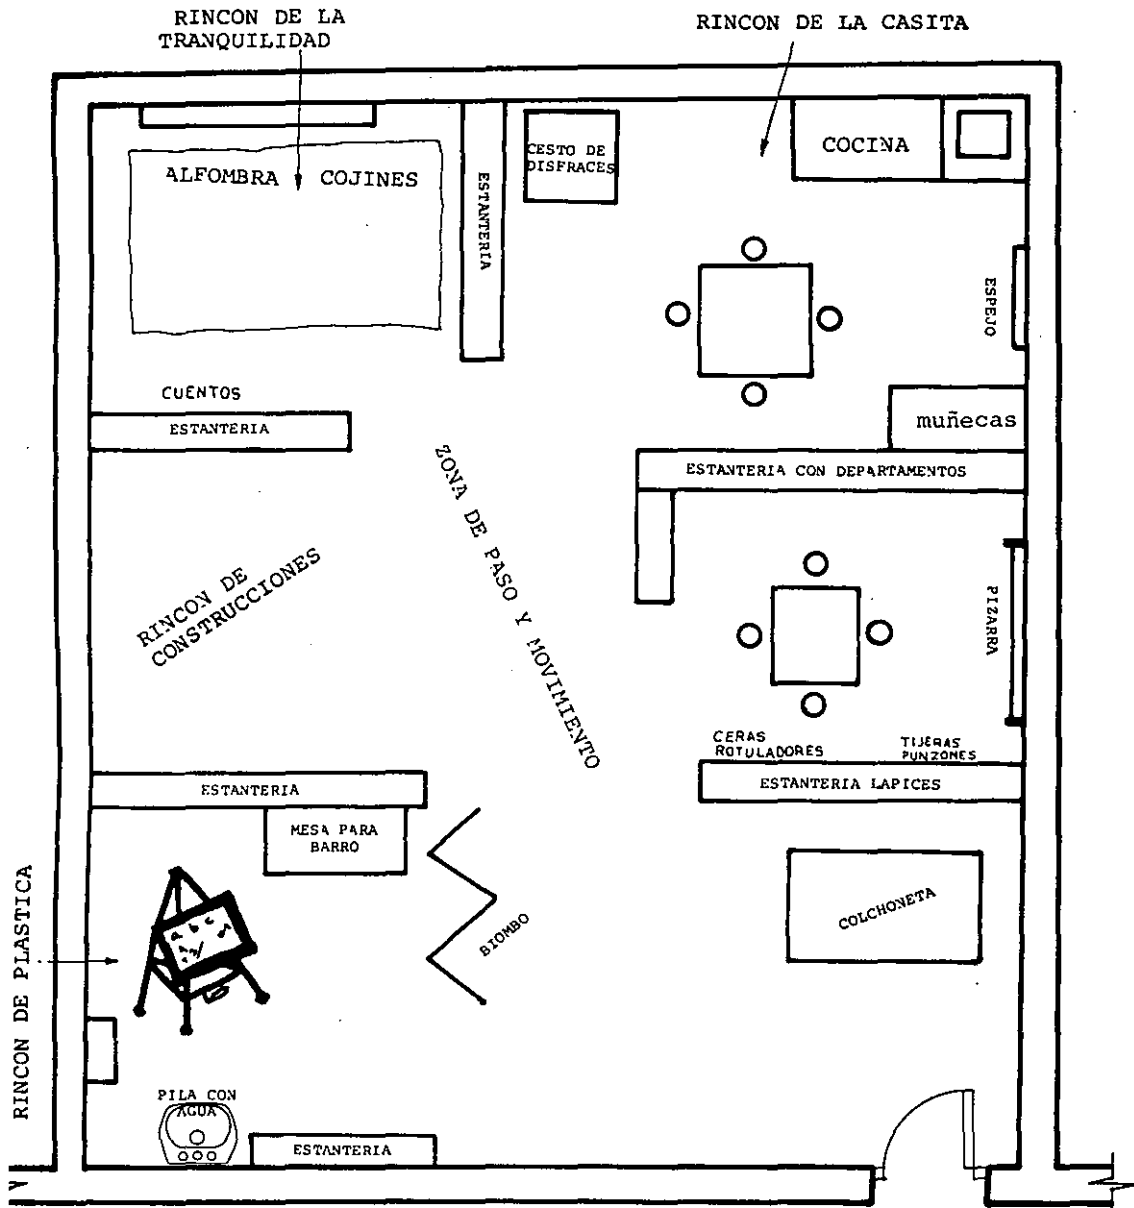 RINCON DE LA
TRANQUILIDAD
RINCON DE LA CASITA
ALFOMBRA COJINES
ESTANTERIA
CESTO DE
DISFRACES
COCINA
ESPEJO
CUENTOS
ESTANTERIA
muñecas
ESTANTERIA CON DEPARTAMENTOS
ZONA DE PASO Y MOVIMIENTO
RINCON DE
CONSTRUCCIONES
PIZARRA
CERAS
ROTULADORES
TIJERAS
PUNZONES
ESTANTERIA
ESTANTERIA LAPICES
MESA PARA
BARRO
BIOMBO
COLCHONETA
RINCON DE PLASTICA
PILA CON
AGUA
ESTANTERIA